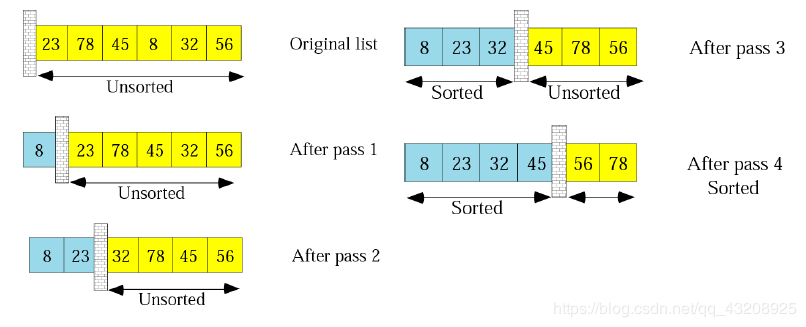 23 78 45 8 32 56
Original list
Unsorted
8 23 78 45 32 56
After pass 1
Unsorted
8 23 32 78 45 56
After pass 2
Unsorted
8 23 32 45 78 56
After pass 3
Sorted Unsorted
8 23 32 45 56 78
After pass 4
Sorted
Sorted
https://blog.csdn.net/qq_43208925